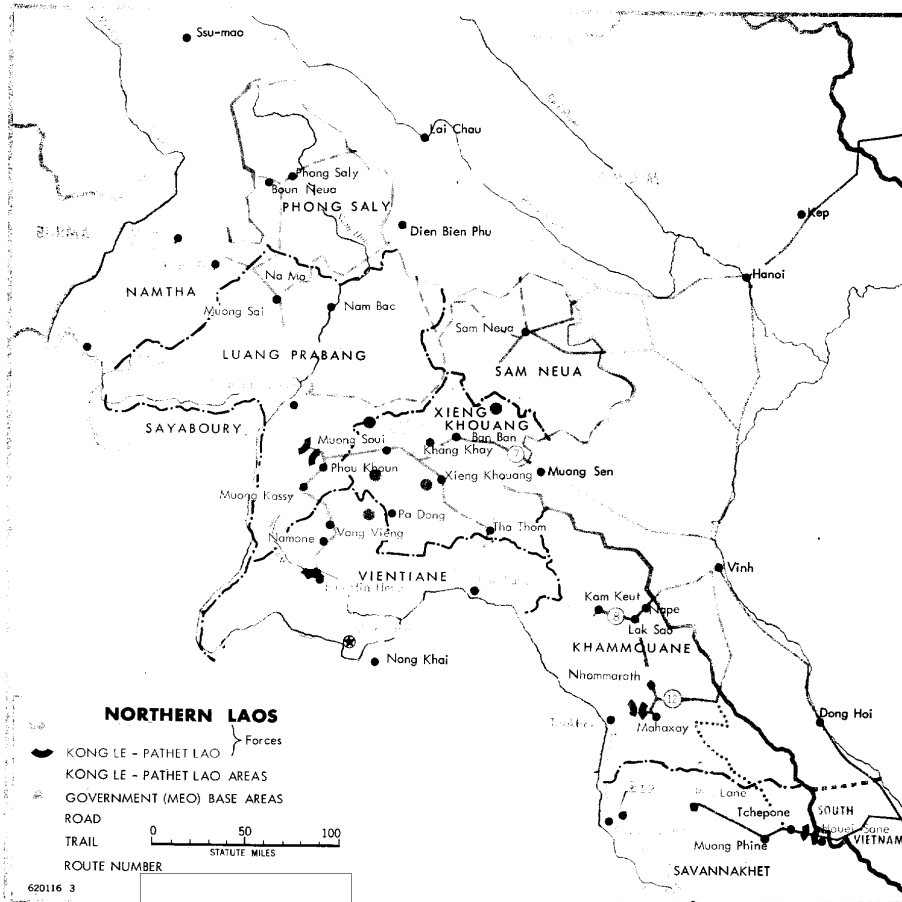 Ssu-mao
Lai Chau
Phong Saly
Boun Neua
PHONG SALY
Kep
Dien Bien Phu
Hanoi
Na Mo
NAMTHA
Muong Sai
Nam Bac
Sam Neua
LUANG PRABANG
SAM NEUA
XIENG
KHOUANG
SAYABOURY
Muong Soui
Ban Ban
Khang Khay
7
Phou Khoun
Xieng Khouang
Muong Sen
Muong Kassy
Pa Dong
Vang Vieng
Tha Thom
Namone
VIENTIANE
Vinh
Kam Keut
8
Nape
Lak Sao
KHAMMOUANE
Nong Khai
Nhommarath
12
Mahaxay
Dong Hoi
NORTHERN LAOS
Forces
KONG LE - PATHET LAO
KONG LE - PATHET LAO AREAS
GOVERNMENT (MEO) BASE AREAS
ROAD
TRAIL
ROUTE NUMBER
0 50 100
STATUTE MILES
Lane
Tchepone
SOUTH
VIETNAM
Houei Sane
Muong Phine
SAVANNAKHET
620116 3